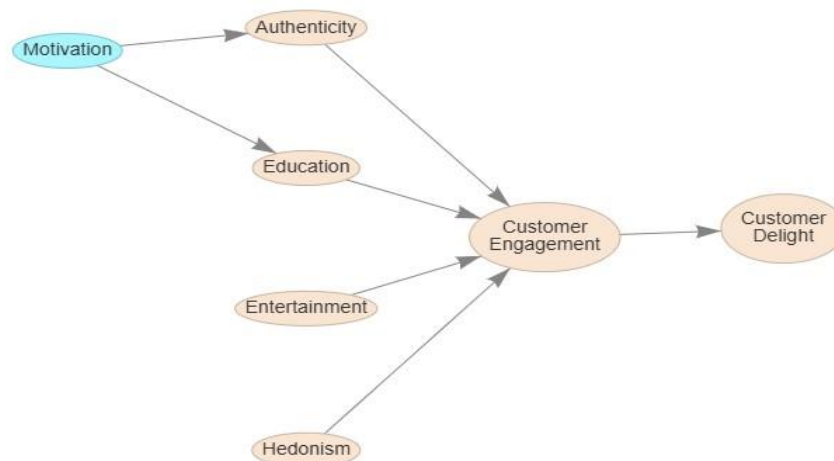 Motivation
Authenticity
Education
Entertainment
Hedonism
Customer
Engagement
Customer
Delight